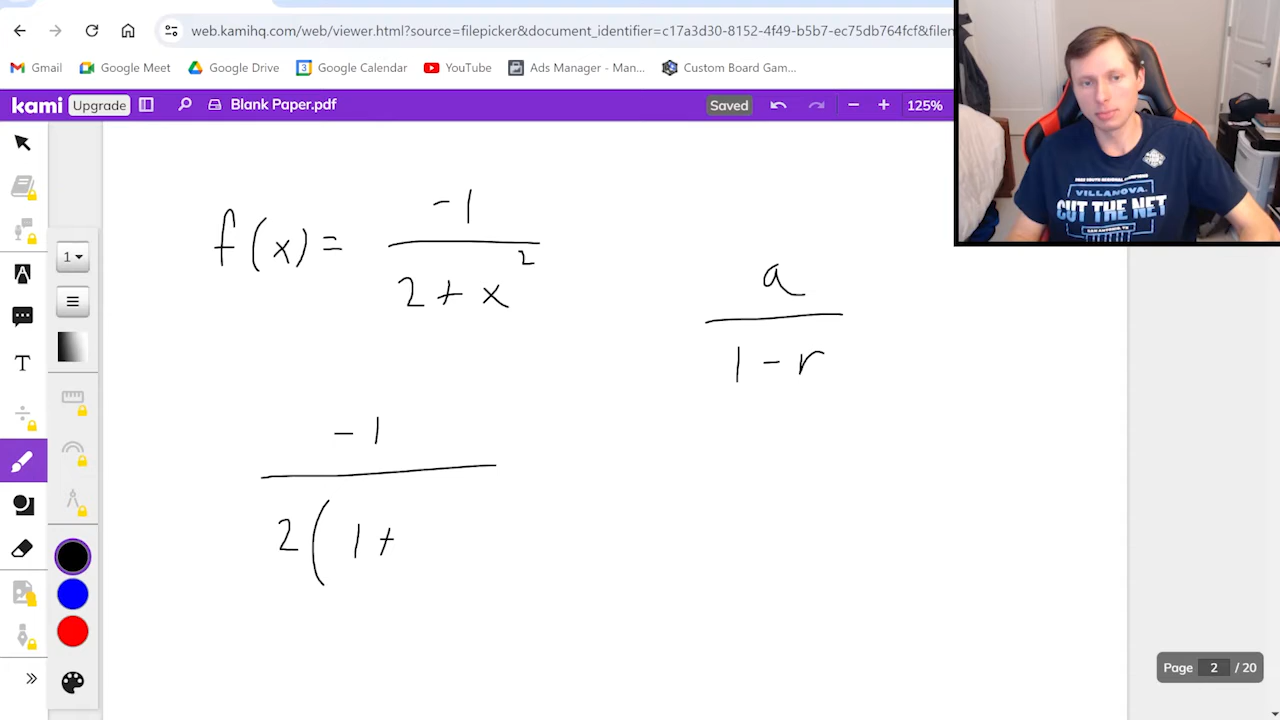 web.kamihq.com/web/viewer.html?source=filepicker&document_identifier=c17a3d30-8152-4f49-b5b7-ec75db764fcf&filen
Gmail Google Meet Google Drive 3 Google Calendar YouTube Ads Manager - Man... Custom Board Gam...
kami Upgrade Blank Paper.pdf Saved 125%
VILLANOVA
CUT THE NET
A
T
1
f(x) = -1 / 2 + x^2
a / 1 - r
-1 / 2 ( 1 +
Page 2 / 20